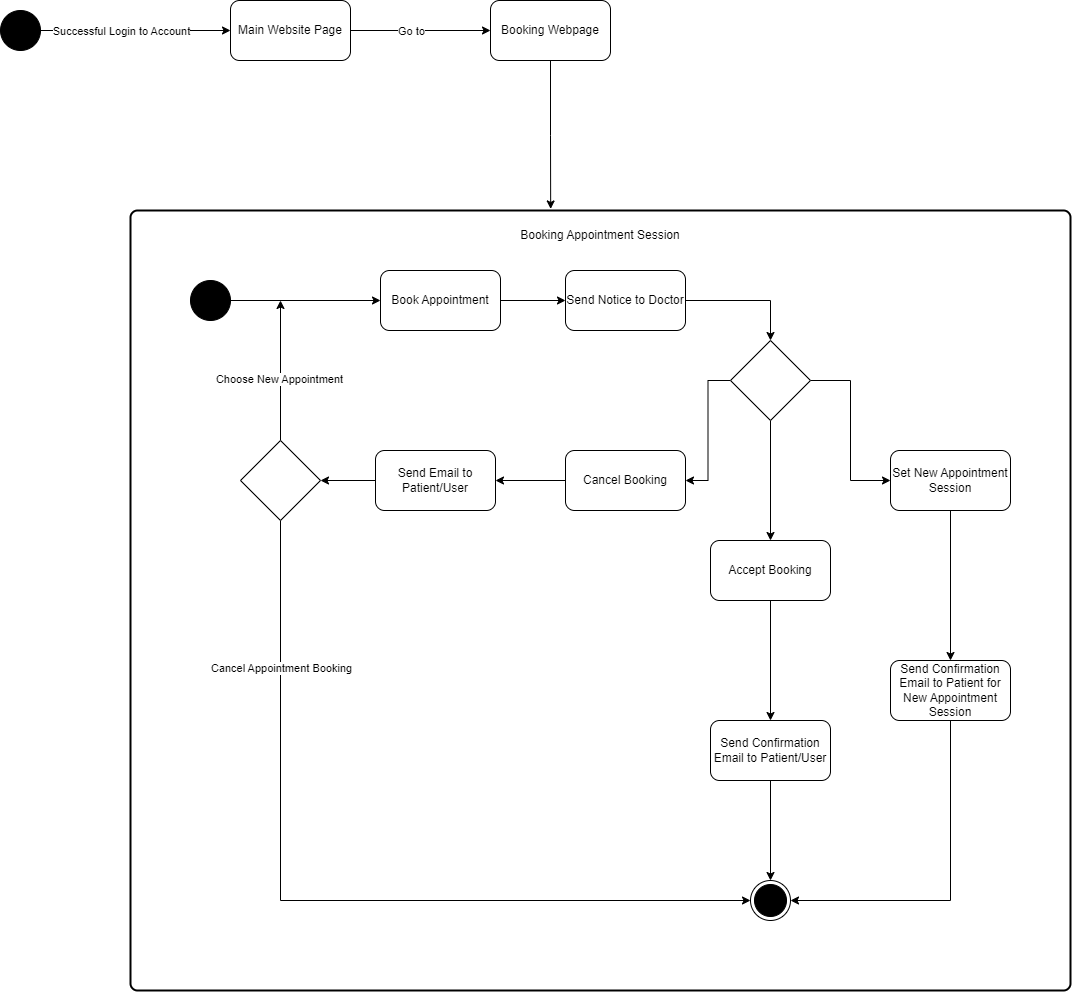 Successful Login to Account
Main Website Page
Go to
Booking Webpage
Booking Appointment Session
Book Appointment
Send Notice to Doctor
Choose New Appointment
Send Email to
Patient/User
Cancel Booking
Set New Appointment
Session
Accept Booking
Cancel Appointment Booking
Send Confirmation
Email to Patient for
New Appointment
Session
Send Confirmation
Email to Patient/User